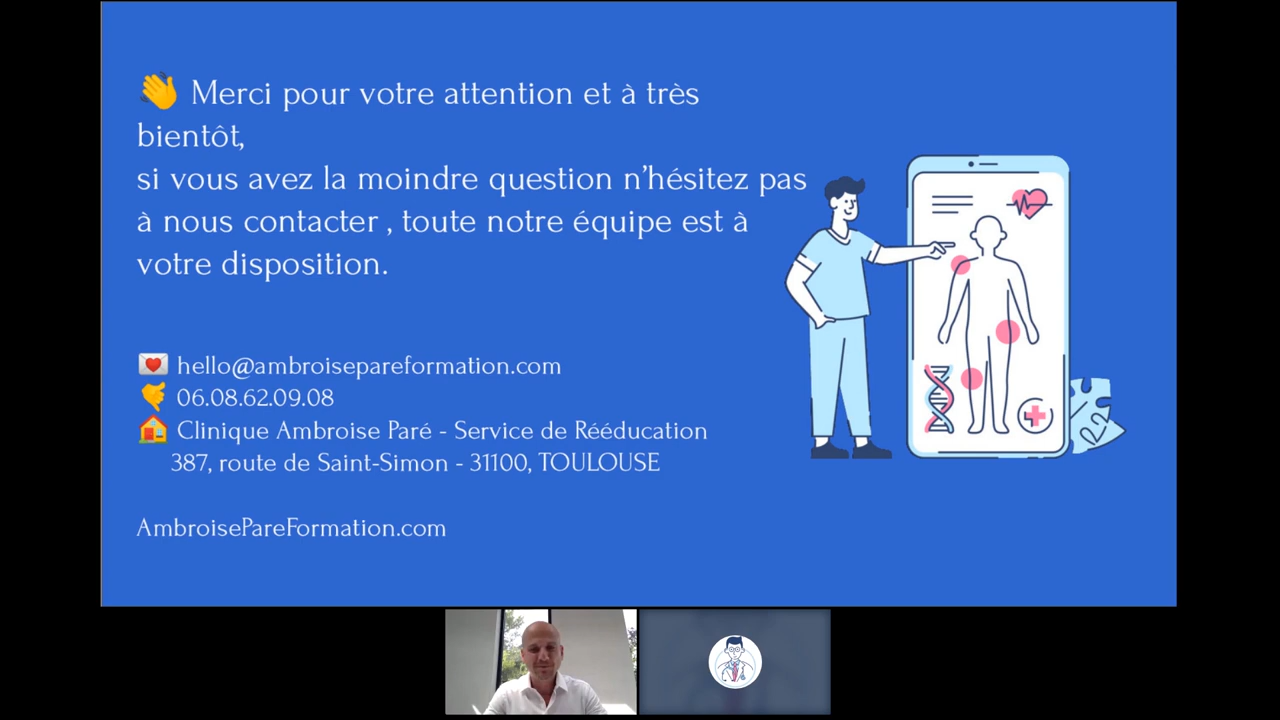 👋 Merci pour votre attention et à très
bientôt,
si vous avez la moindre question n’hésitez pas
à nous contacter , toute notre équipe est à
votre disposition.
💌 hello@ambroisepareformation.com
🤙 06.08.62.09.08
🏠 Clinique Ambroise Paré - Service de Rééducation
387, route de Saint-Simon - 31100, TOULOUSE
AmbroisePareFormation.com